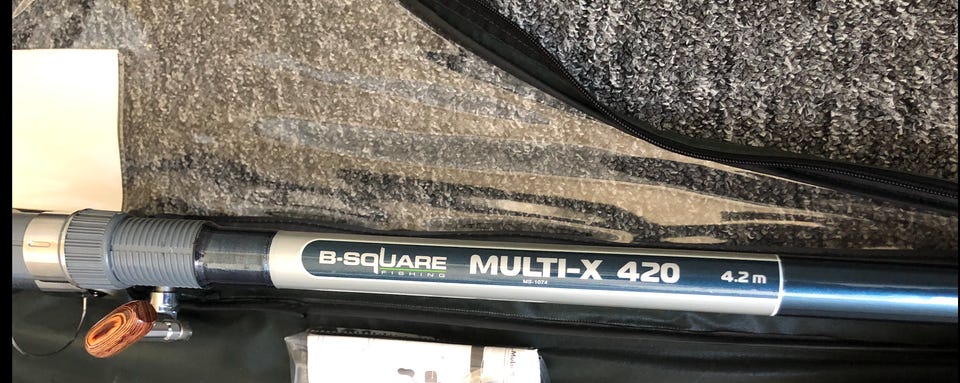 B-SQUARE
FISHING
MULTI-X 420
MS-1074
4.2 m